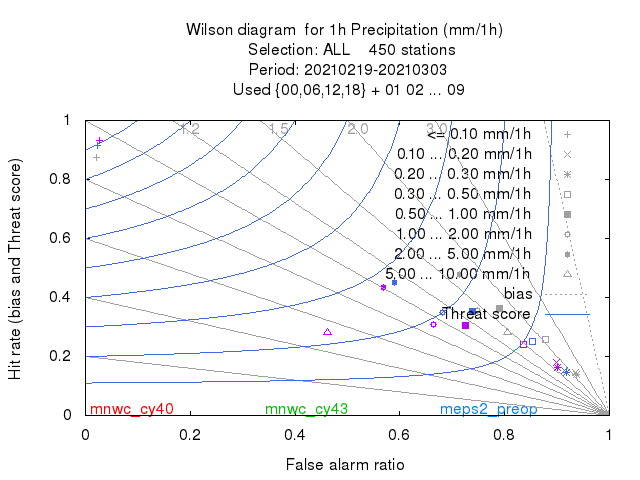 Wilson diagram for 1h Precipitation (mm/1h)
Selection: ALL 450 stations
Period: 20210219-20210303
Used {00,06,12,18} + 01 02 ... 09
Hit rate (bias and Threat score)
1
0.8
0.6
0.4
0.2
0
1.2
1.5
2.0
3.0
<= 0.10 mm/1h
0.10 ... 0.20 mm/1h
0.20 ... 0.30 mm/1h
0.30 ... 0.50 mm/1h
0.50 ... 1.00 mm/1h
1.00 ... 2.00 mm/1h
2.00 ... 5.00 mm/1h
5.00 ... 10.00 mm/1h
bias
Threat score
mnwc_cy40 mnwc_cy43 meps2_preop
0 0.2 0.4 0.6 0.8 1
False alarm ratio